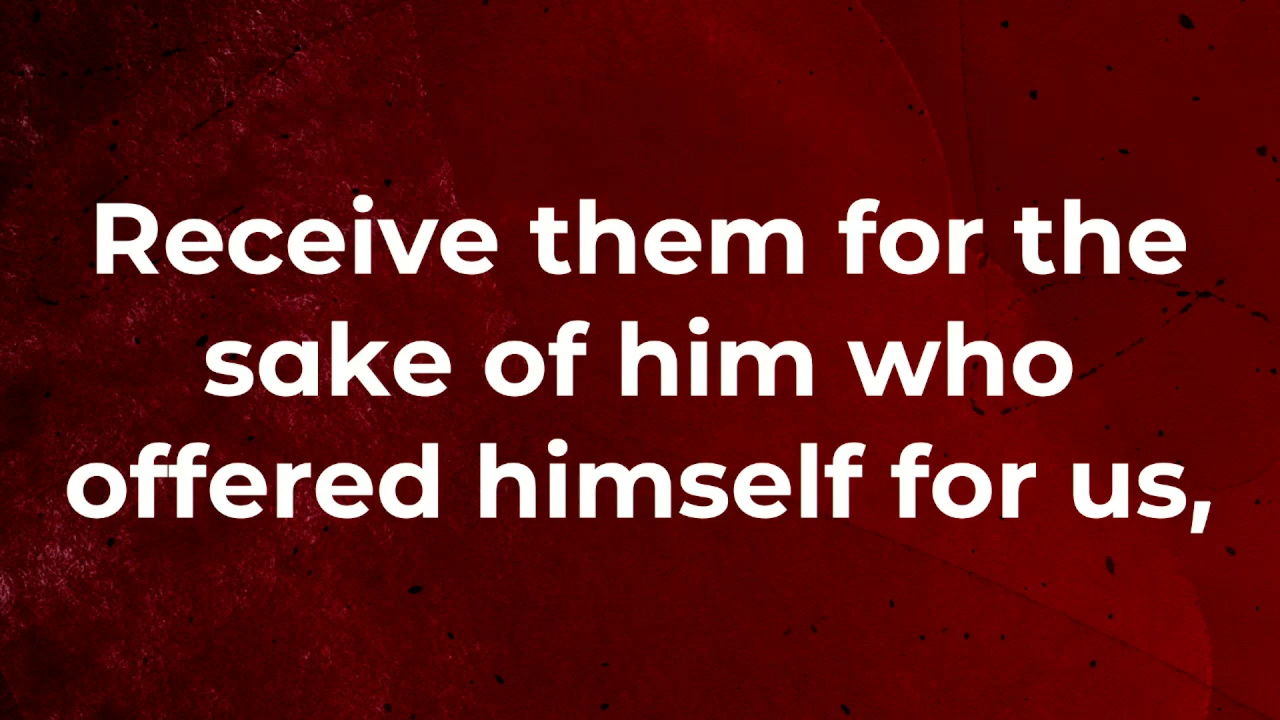 Receive them for the
sake of him who
offered himself for us,